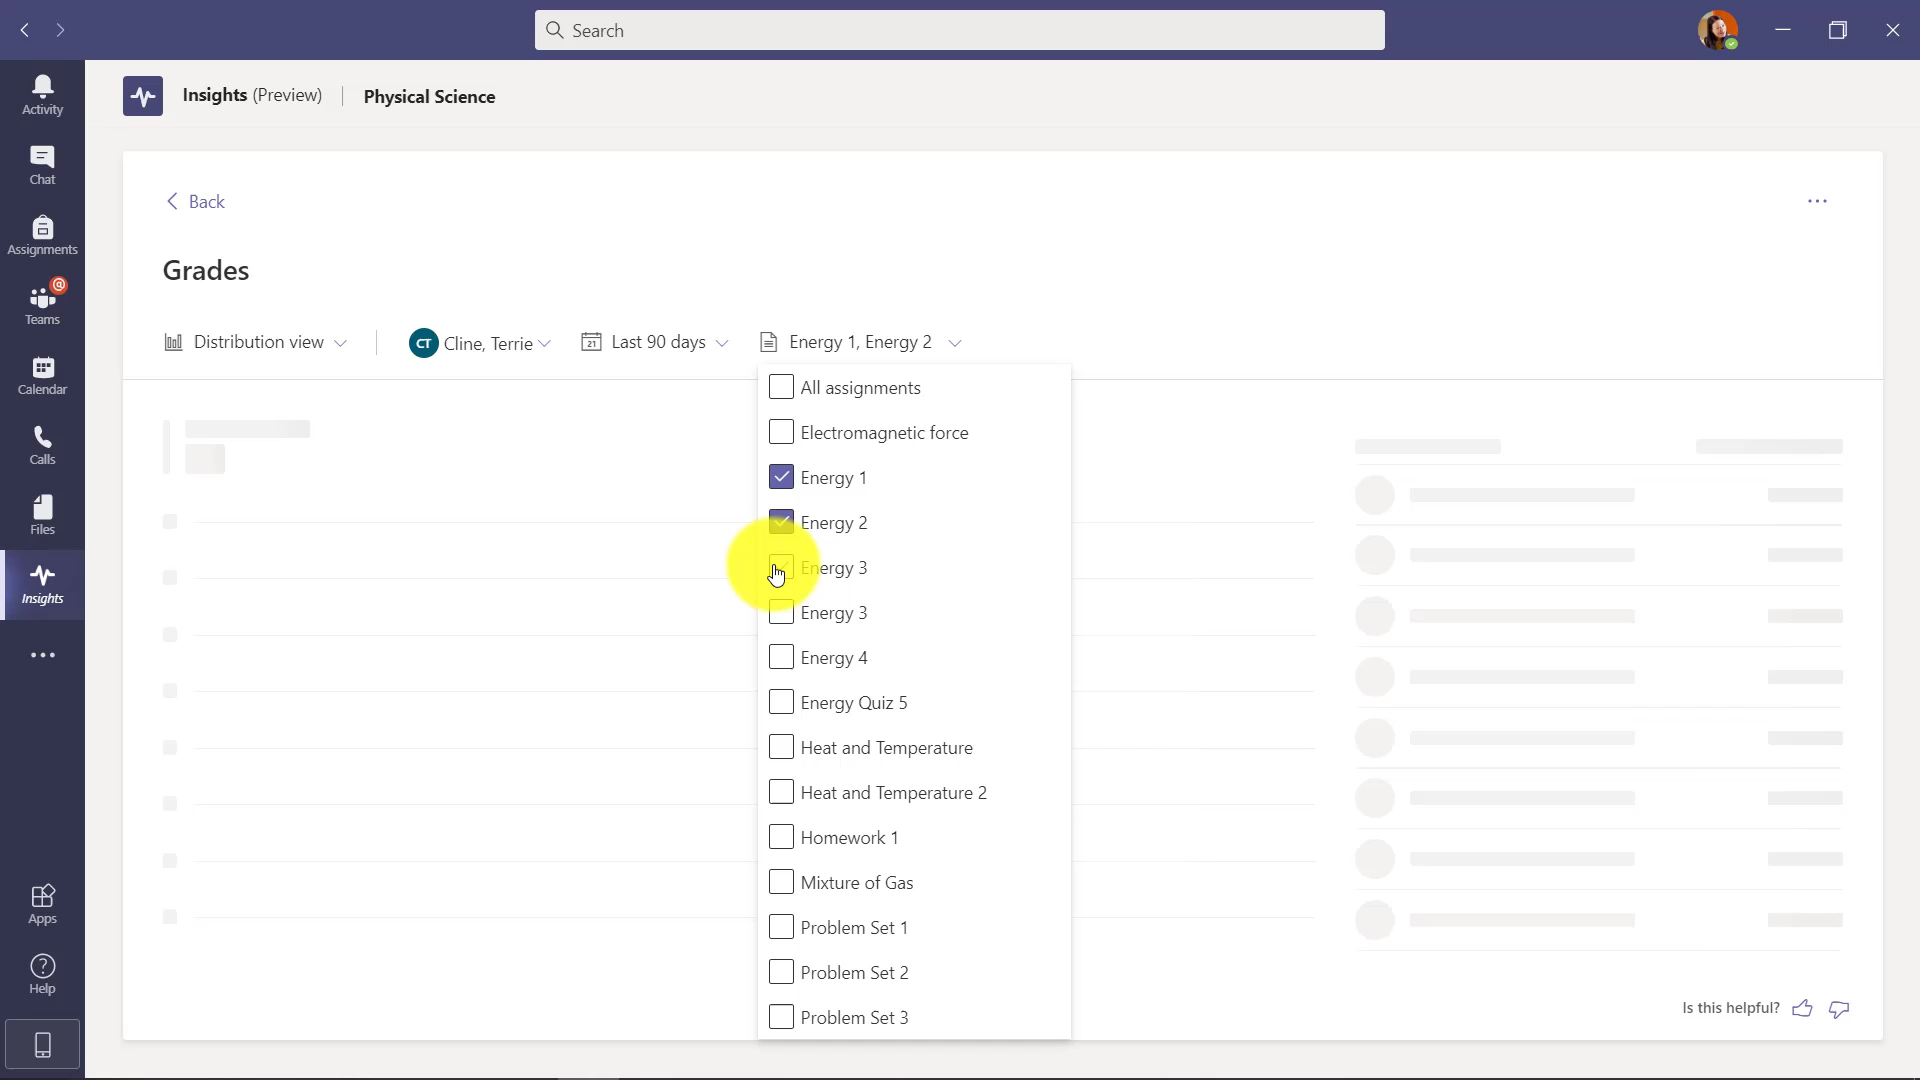 Search
Activity
Chat
Assignments
@
Teams
Calendar
Calls
Files
Insights
Apps
Help
Insights (Preview)
Physical Science
Back
Grades
Distribution view
CT Cline, Terrie
21 Last 90 days
Energy 1, Energy 2
All assignments
Electromagnetic force
Energy 1
Energy 2
Energy 3
Energy 3
Energy 4
Energy Quiz 5
Heat and Temperature
Heat and Temperature 2
Homework 1
Mixture of Gas
Problem Set 1
Problem Set 2
Problem Set 3
Is this helpful?